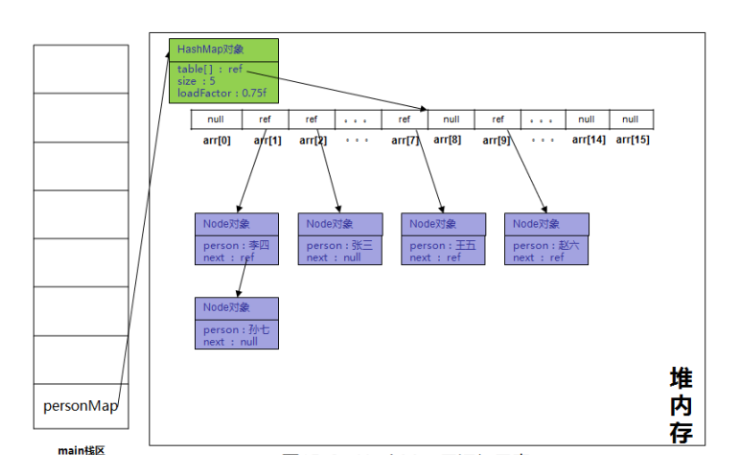 HashMap对象
table[] : ref
size : 5
loadFactor : 0.75f
null ref ref . . . ref null ref . . . null null
arr[0] arr[1] arr[2] · · · arr[7] arr[8] arr[9] · · · arr[14] arr[15]
Node对象
person : 李四
next : ref
Node对象
person : 张三
next : null
Node对象
person : 王五
next : ref
Node对象
person : 赵六
next : ref
Node对象
person : 孙七
next : null
personMap
堆内存
main栈区